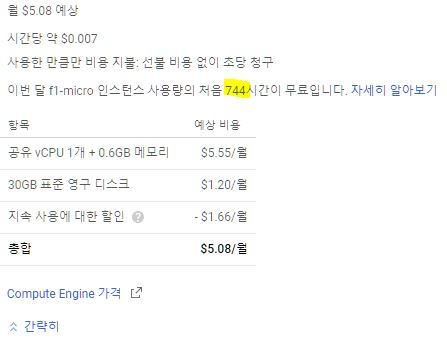 월 $5.08 예상
시간당 약 $0.007
사용한 만큼만 비용 지불: 선불 비용 없이 초당 청구
이번 달 f1-micro 인스턴스 사용량의 처음 744시간이 무료입니다. 자세히 알아보기
항목 예상 비용
공유 vCPU 1개 + 0.6GB 메모리 $5.55/월
30GB 표준 영구 디스크 $1.20/월
지속 사용에 대한 할인 ? - $1.66/월
총합 $5.08/월
Compute Engine 가격
간략히